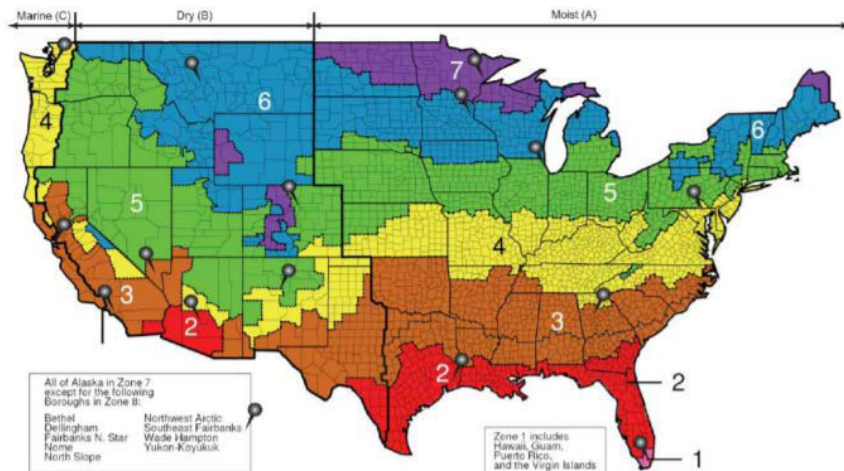 Marine (C)
Dry (B)
Moist (A)
7
6
4
6
5
5
4
3
3
2
2
2
1
All of Alaska in Zone 7
except for the following
Boroughs in Zone 8:
Bethel
Dellingham
Fairbanks N. Star
Nome
North Slope
Northwest Arctic
Southeast Fairbanks
Wade Hampton
Yukon-Koyukuk
Zone 1 includes
Hawaii, Guam,
Puerto Rico,
and the Virgin Islands